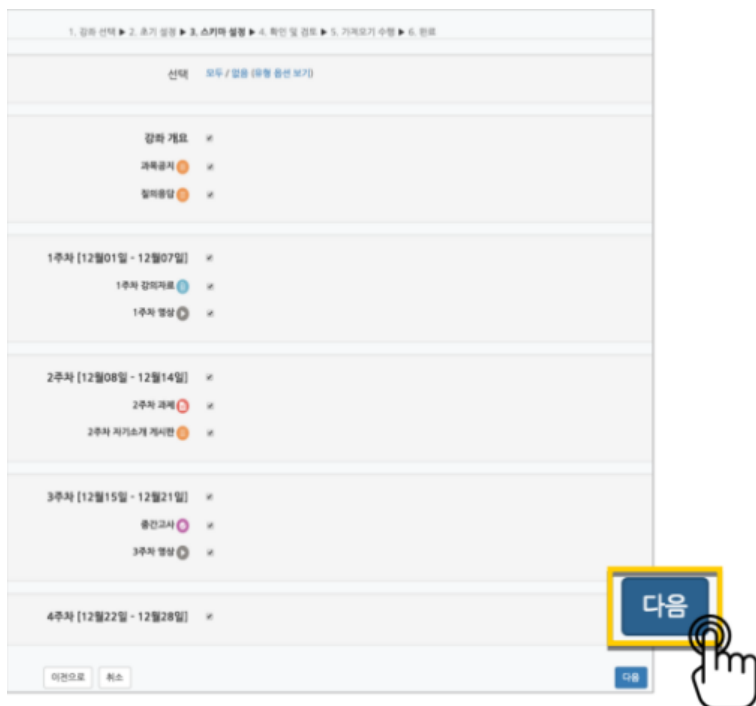 1. 강좌 선택 ▶ 2. 초기 설정 ▶ 3. 스키마 설정 ▶ 4. 확인 및 검토 ▶ 5. 가져오기 수행 ▶ 6. 완료
선택 모두 / 없음 (유형 옵션 보기)
강좌 개요
과목공지
질의응답
1주차 [12월01일 - 12월07일]
1주차 강의자료
1주차 영상
2주차 [12월08일 - 12월14일]
2주차 과제
2주차 자기소개 게시판
3주차 [12월15일 - 12월21일]
중간고사
3주차 영상
4주차 [12월22일 - 12월28일]
다음
이전으로 취소 다음